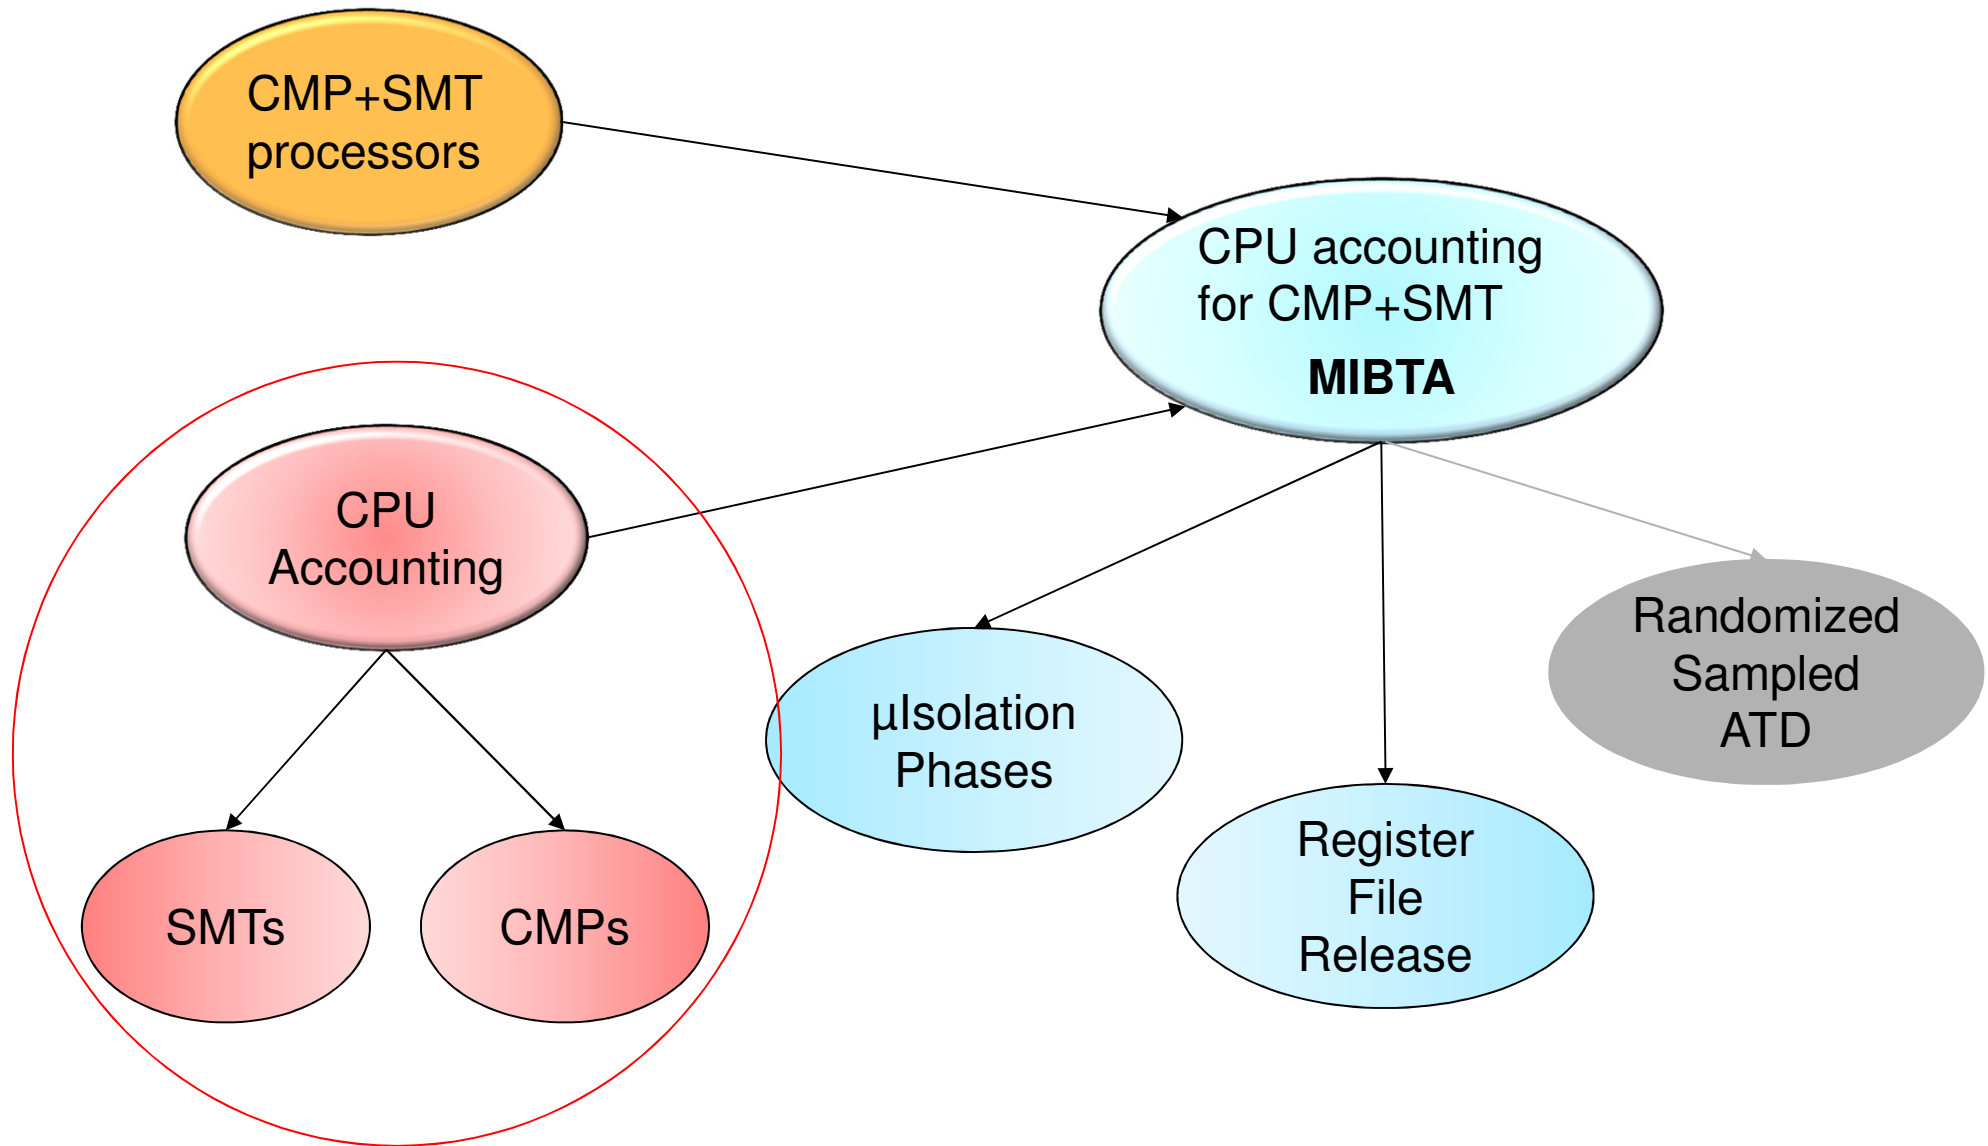 CMP+SMT
processors
CPU accounting
for CMP+SMT
MIBTA
CPU
Accounting
µIsolation
Phases
Randomized
Sampled
ATD
Register
File
Release
SMTs
CMPs